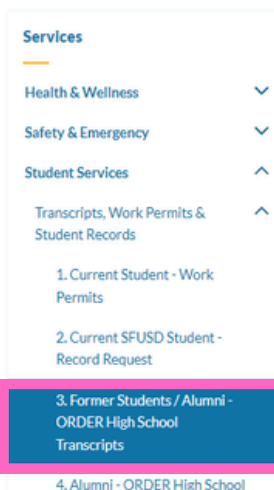 Services
Health & Wellness
Safety & Emergency
Student Services
Transcripts, Work Permits &
Student Records
1. Current Student - Work
Permits
2. Current SFUSD Student -
Record Request
3. Former Students / Alumni -
ORDER High School
Transcripts
4. Alumni - ORDER High School